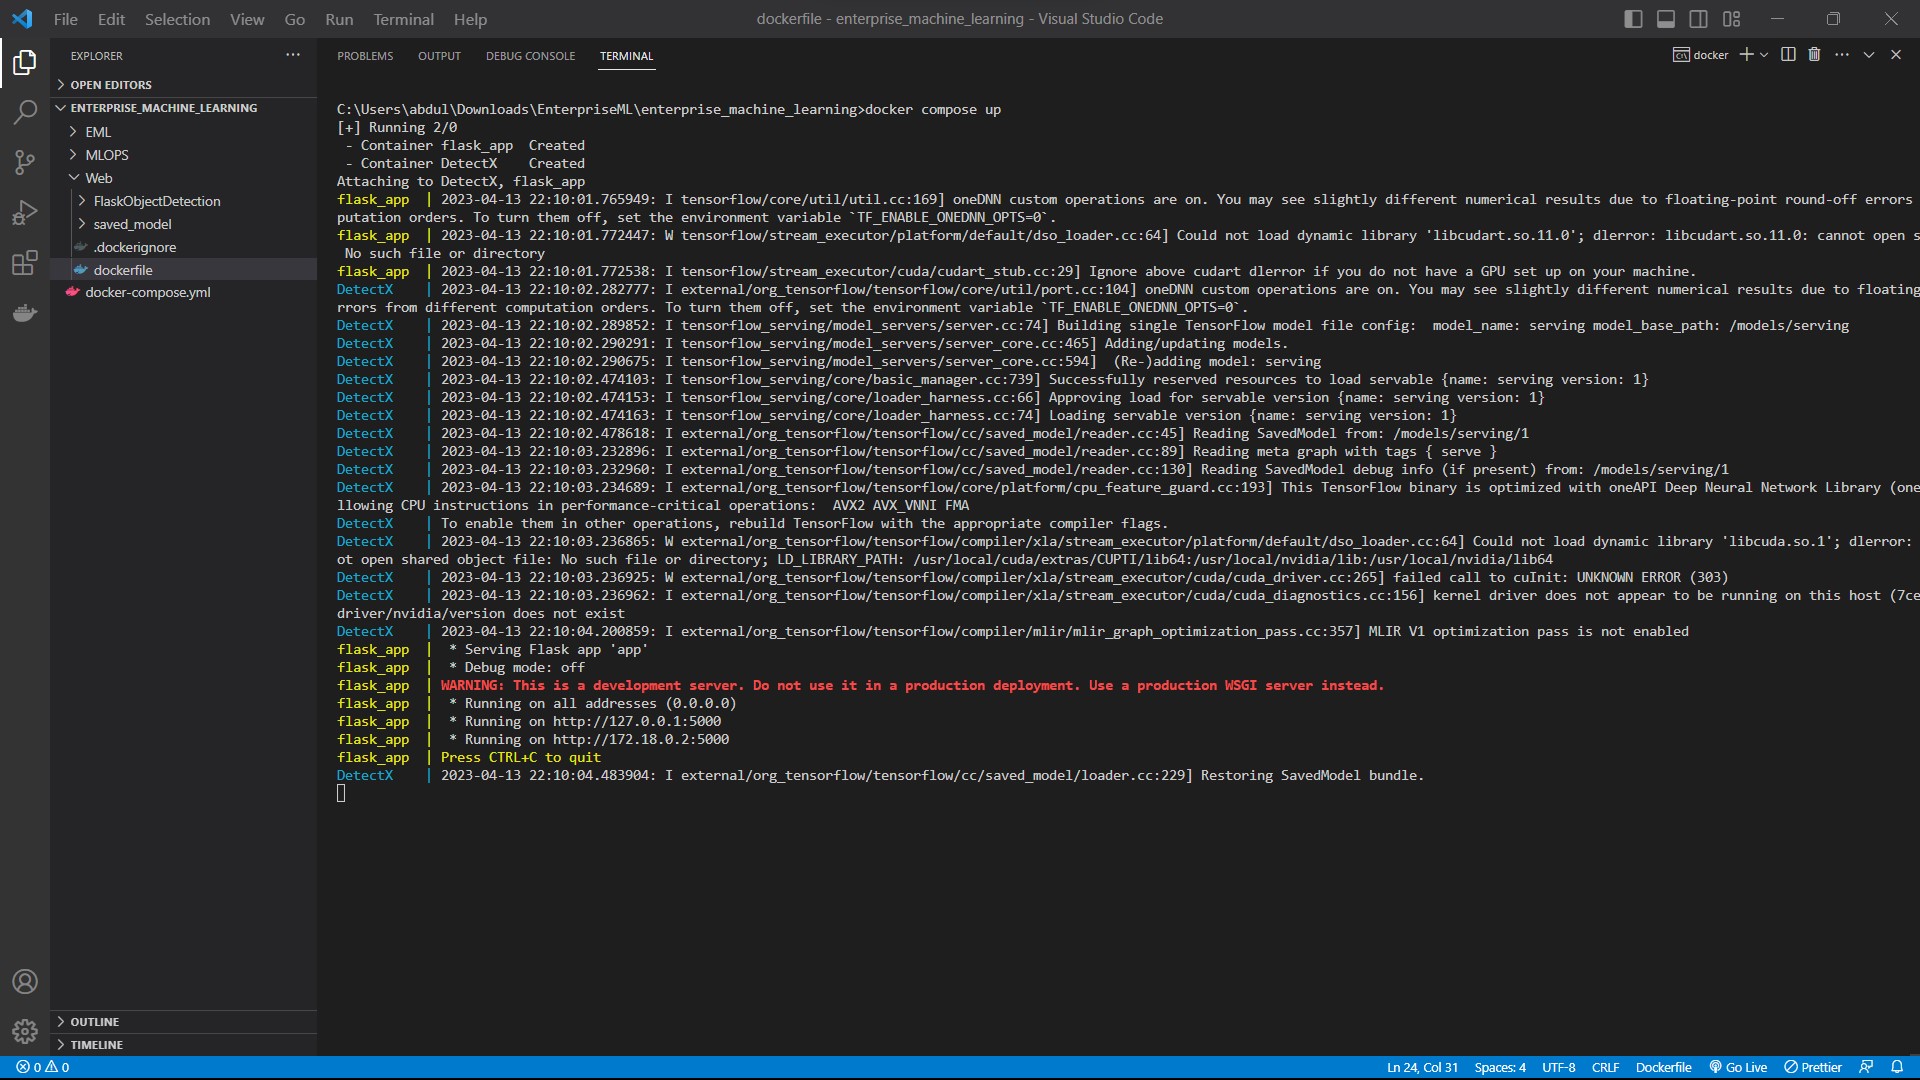 File Edit Selection View Go Run Terminal Help
dockerfile - enterprise_machine_learning - Visual Studio Code
EXPLORER
OPEN EDITORS
ENTERPRISE_MACHINE_LEARNING
EML
MLOPS
Web
FlaskObjectDetection
saved_model
.dockerignore
dockerfile
docker-compose.yml
OUTLINE
TIMELINE
PROBLEMS OUTPUT DEBUG CONSOLE TERMINAL
docker
C:\Users\abdul\Downloads\EnterpriseML\enterprise_machine_learning>docker compose up
[+] Running 2/0
 - Container flask_app  Created
 - Container DetectX    Created
Attaching to DetectX, flask_app
flask_app  | 2023-04-13 22:10:01.765949: I tensorflow/core/util/util.cc:169] oneDNN custom operations are on. You may see slightly different numerical results due to floating-point round-off errors
putation orders. To turn them off, set the environment variable `TF_ENABLE_ONEDNN_OPTS=0`.
flask_app  | 2023-04-13 22:10:01.772447: W tensorflow/stream_executor/platform/default/dso_loader.cc:64] Could not load dynamic library 'libcudart.so.11.0'; dlerror: libcudart.so.11.0: cannot open s
 No such file or directory
flask_app  | 2023-04-13 22:10:01.772538: I tensorflow/stream_executor/cuda/cudart_stub.cc:29] Ignore above cudart dlerror if you do not have a GPU set up on your machine.
DetectX    | 2023-04-13 22:10:02.282777: I external/org_tensorflow/tensorflow/core/util/port.cc:104] oneDNN custom operations are on. You may see slightly different numerical results due to floating
rrors from different computation orders. To turn them off, set the environment variable `TF_ENABLE_ONEDNN_OPTS=0`.
DetectX    | 2023-04-13 22:10:02.289852: I tensorflow_serving/model_servers/server.cc:74] Building single TensorFlow model file config:  model_name: serving model_base_path: /models/serving
DetectX    | 2023-04-13 22:10:02.290291: I tensorflow_serving/model_servers/server_core.cc:465] Adding/updating models.
DetectX    | 2023-04-13 22:10:02.290675: I tensorflow_serving/model_servers/server_core.cc:594]  (Re-)adding model: serving
DetectX    | 2023-04-13 22:10:02.474103: I tensorflow_serving/core/basic_manager.cc:739] Successfully reserved resources to load servable {name: serving version: 1}
DetectX    | 2023-04-13 22:10:02.474153: I tensorflow_serving/core/loader_harness.cc:66] Approving load for servable version {name: serving version: 1}
DetectX    | 2023-04-13 22:10:02.474163: I tensorflow_serving/core/loader_harness.cc:74] Loading servable version {name: serving version: 1}
DetectX    | 2023-04-13 22:10:02.478618: I external/org_tensorflow/tensorflow/cc/saved_model/reader.cc:45] Reading SavedModel from: /models/serving/1
DetectX    | 2023-04-13 22:10:03.232896: I external/org_tensorflow/tensorflow/cc/saved_model/reader.cc:89] Reading meta graph with tags { serve }
DetectX    | 2023-04-13 22:10:03.232960: I external/org_tensorflow/tensorflow/cc/saved_model/reader.cc:130] Reading SavedModel debug info (if present) from: /models/serving/1
DetectX    | 2023-04-13 22:10:03.234689: I external/org_tensorflow/tensorflow/core/platform/cpu_feature_guard.cc:193] This TensorFlow binary is optimized with oneAPI Deep Neural Network Library (one
llowing CPU instructions in performance-critical operations:  AVX2 AVX_VNNI FMA
DetectX    | To enable them in other operations, rebuild TensorFlow with the appropriate compiler flags.
DetectX    | 2023-04-13 22:10:03.236865: W external/org_tensorflow/tensorflow/compiler/xla/stream_executor/platform/default/dso_loader.cc:64] Could not load dynamic library 'libcuda.so.1'; dlerror:
ot open shared object file: No such file or directory; LD_LIBRARY_PATH: /usr/local/cuda/extras/CUPTI/lib64:/usr/local/nvidia/lib:/usr/local/nvidia/lib64
DetectX    | 2023-04-13 22:10:03.236925: W external/org_tensorflow/tensorflow/compiler/xla/stream_executor/cuda/cuda_driver.cc:265] failed call to cuInit: UNKNOWN ERROR (303)
DetectX    | 2023-04-13 22:10:03.236962: I external/org_tensorflow/tensorflow/compiler/xla/stream_executor/cuda/cuda_diagnostics.cc:156] kernel driver does not appear to be running on this host (7ce
driver/nvidia/version does not exist
DetectX    | 2023-04-13 22:10:04.200859: I external/org_tensorflow/tensorflow/compiler/mlir/mlir_graph_optimization_pass.cc:357] MLIR V1 optimization pass is not enabled
flask_app  |  * Serving Flask app 'app'
flask_app  |  * Debug mode: off
flask_app  | WARNING: This is a development server. Do not use it in a production deployment. Use a production WSGI server instead.
flask_app  |  * Running on all addresses (0.0.0.0)
flask_app  |  * Running on http://127.0.0.1:5000
flask_app  |  * Running on http://172.18.0.2:5000
flask_app  | Press CTRL+C to quit
DetectX    | 2023-04-13 22:10:04.483904: I external/org_tensorflow/tensorflow/cc/saved_model/loader.cc:229] Restoring SavedModel bundle.
0 0
Ln 24, Col 31 Spaces: 4 UTF-8 CRLF Dockerfile Go Live Prettier